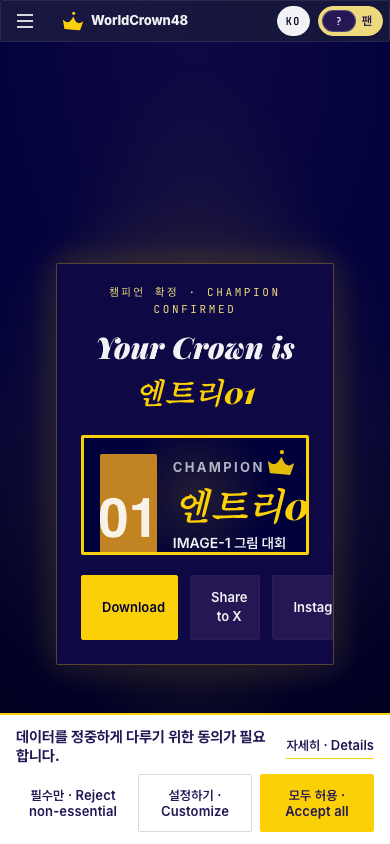 WorldCrown48
KO
?
팬
챔피언 확정 · CHAMPION
CONFIRMED
Your Crown is
엔트리01
01
CHAMPION
엔트리0
IMAGE-1 그림 대회
Download
Share
to X
Instag
데이터를 정중하게 다루기 위한 동의가 필요
합니다.
자세히 · Details
필수만 · Reject
non-essential
설정하기 ·
Customize
모두 허용 ·
Accept all